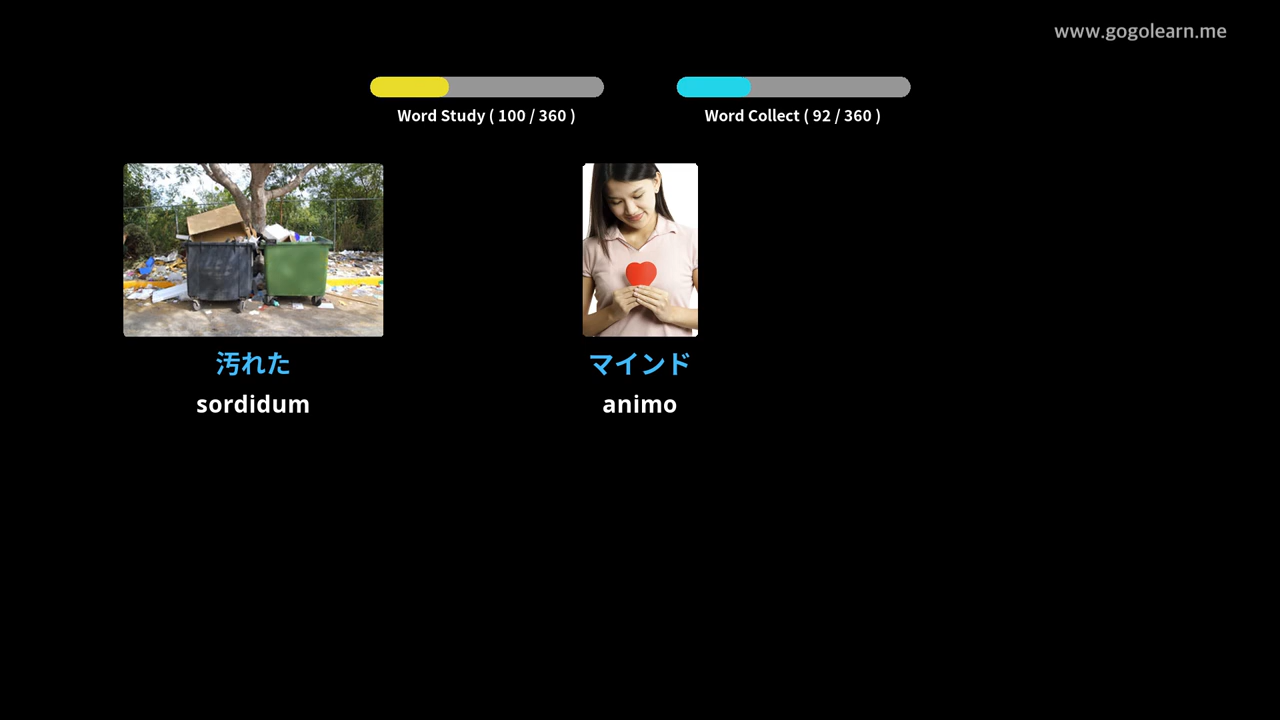 www.gogolearn.me
Word Study ( 100 / 360 )
Word Collect ( 92 / 360 )
汚れた
sordidum
マインド
animo